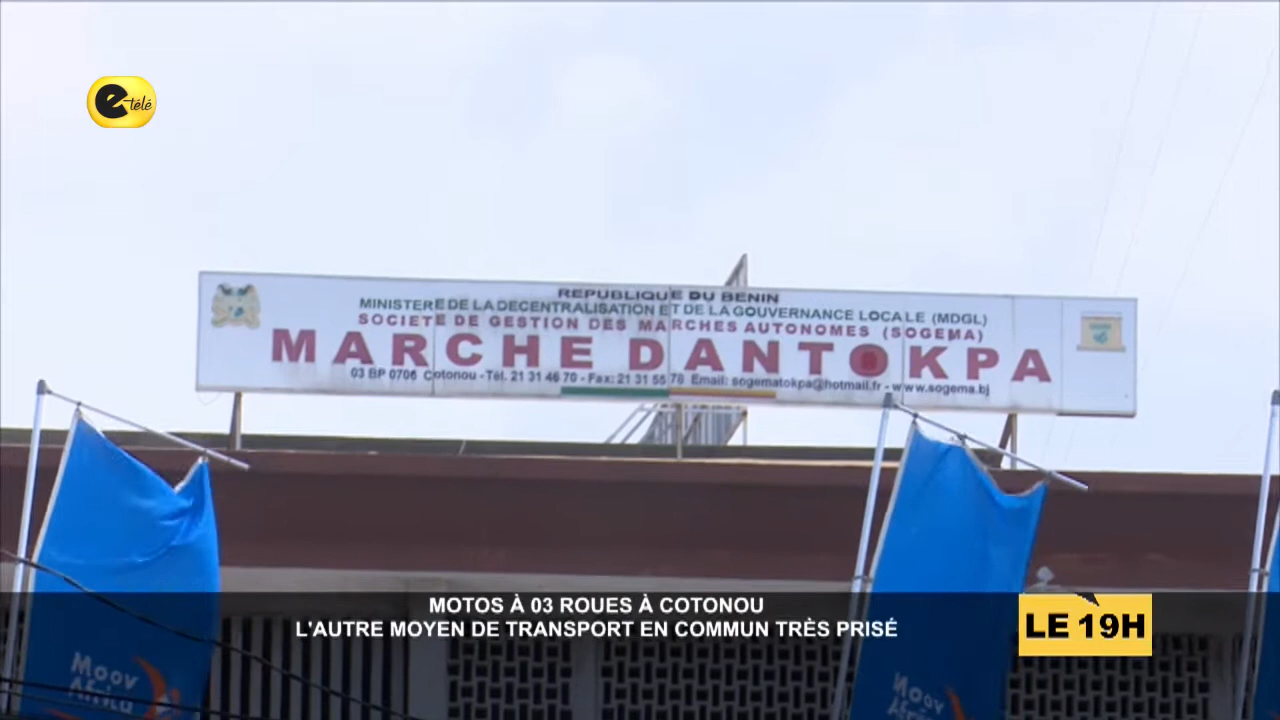 e-télé
REPUBLIQUE DU BENIN
MINISTERE DE LA DECENTRALISATION ET DE LA GOUVERNANCE LOCALE (MDGL)
SOCIETE DE GESTION DES MARCHES AUTONOMES (SOGEMA)
MARCHE DANTOKPA
03 BP 0706 Cotonou - Tél. 21 31 46 70 - Fax: 21 31 55 70 Email: sogematokpa@hotmail.fr - www.sogema.bj
MOTOS À 03 ROUES À COTONOU
L'AUTRE MOYEN DE TRANSPORT EN COMMUN TRÈS PRISÉ
LE 19H
Moov
Africa
Moov
Africa